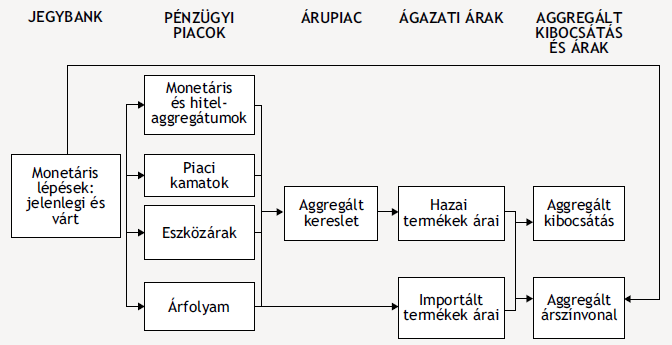 JEGYBANK
PÉNZÜGYI
PIACOK
ÁRUPIAC
ÁGAZATI ÁRAK
AGGREGÁLT
KIBOCSÁTÁS
ÉS ÁRAK
Monetáris
lépések:
jelenlegi és
várt
Monetáris
és hitel-
aggregátumok
Piaci
kamatok
Eszközárak
Árfolyam
Aggregált
kereslet
Hazai
termékek árai
Importált
termékek árai
Aggregált
kibocsátás
Aggregált
árszínvonal